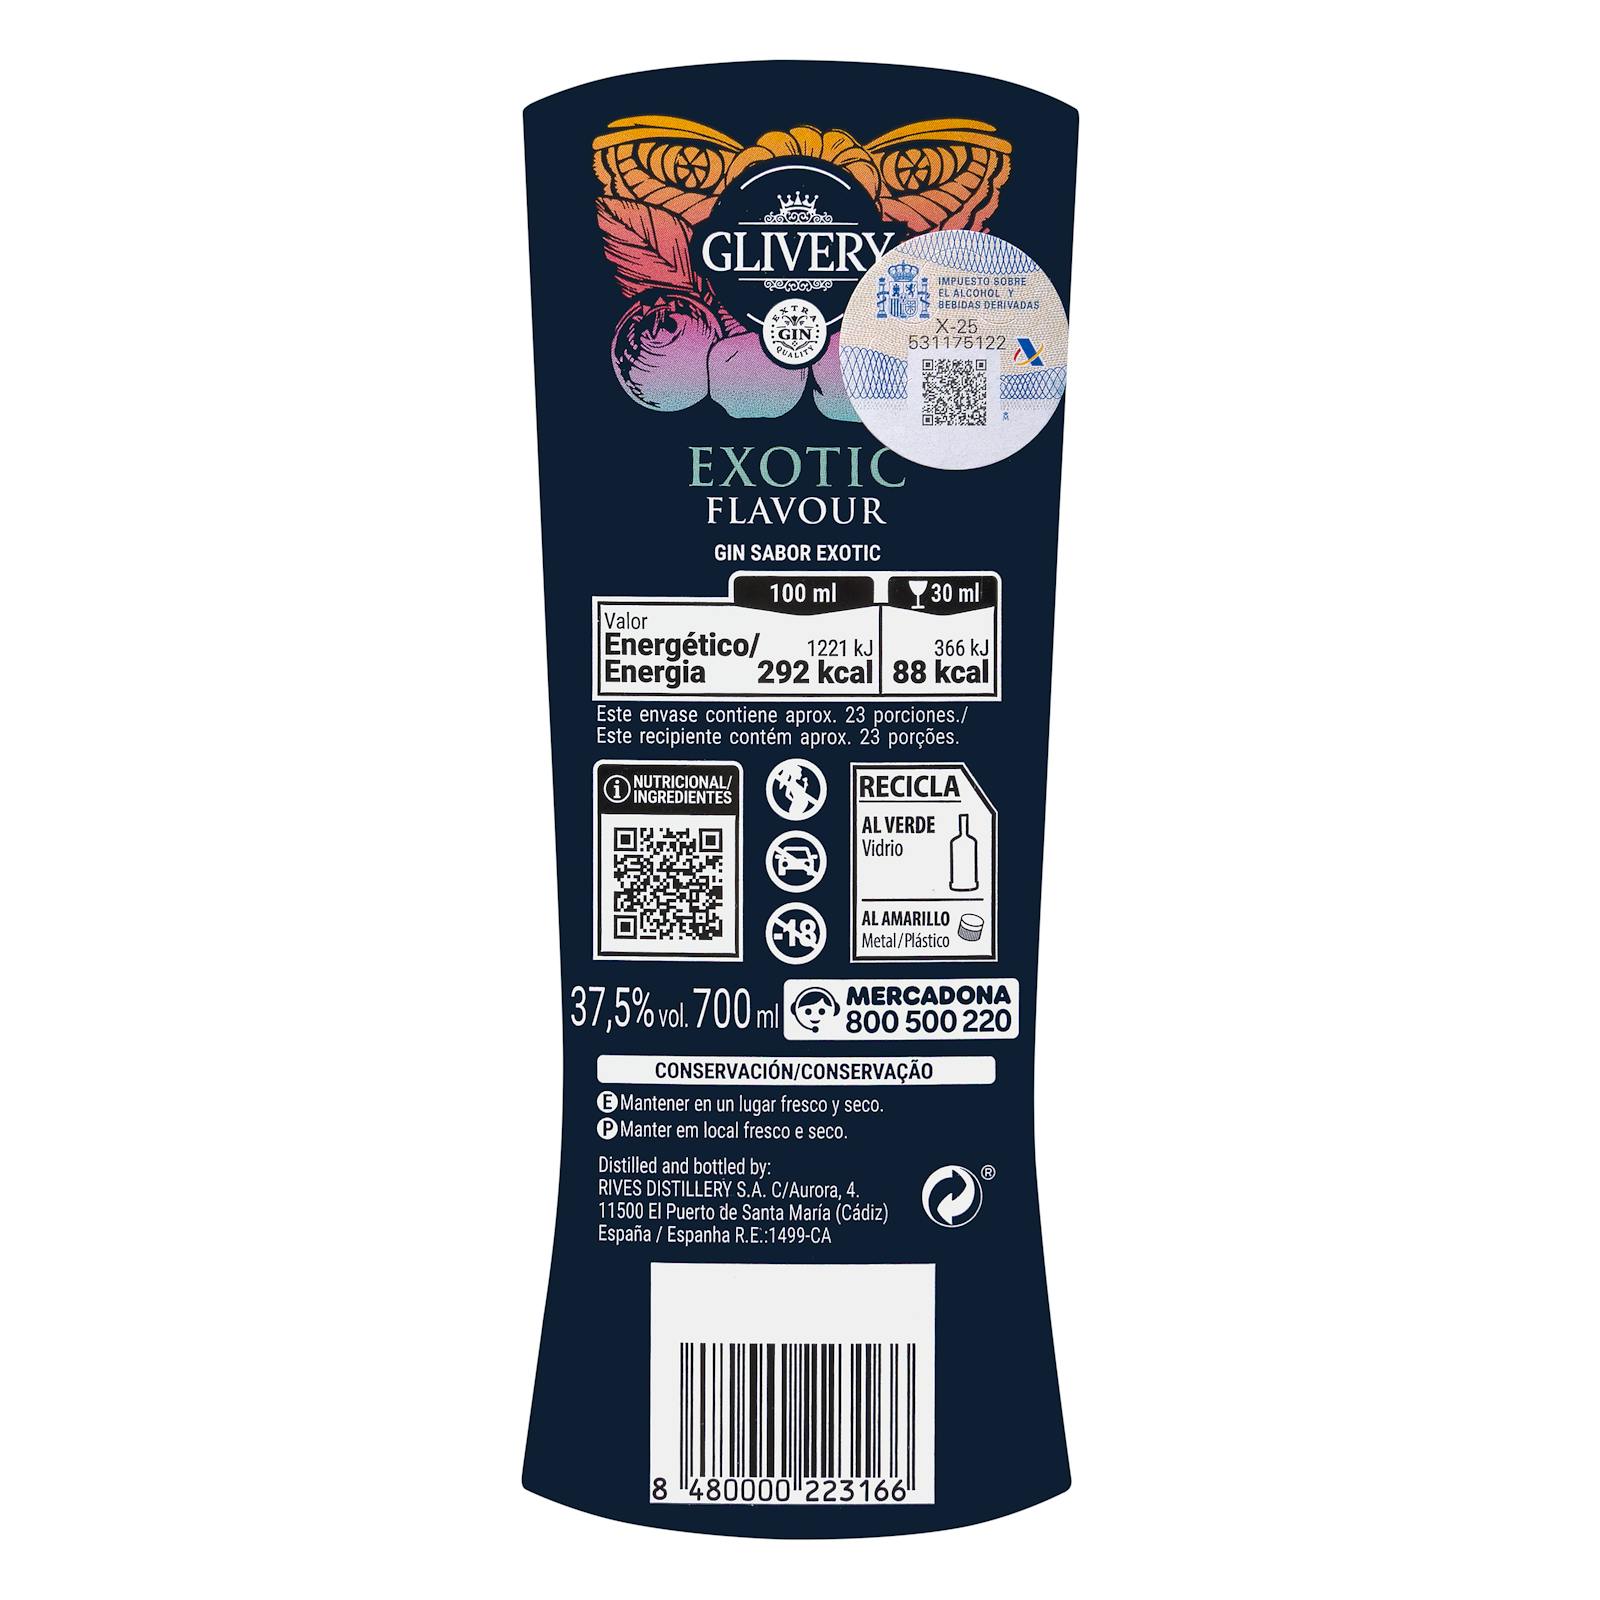 GLIVERY
EXTRA
GIN
QUALITY
IMPUESTO SOBRE
EL ALCOHOL Y
BEBIDAS DERIVADAS
X-25
531175122
EXOTIC
FLAVOUR
GIN SABOR EXOTIC
100 ml 30 ml
Valor
Energético/ 1221 kJ 366 kJ
Energia 292 kcal 88 kcal
Este envase contiene aprox. 23 porciones./
Este recipiente contém aprox. 23 porções.
i NUTRICIONAL/
INGREDIENTES
-18
RECICLA
AL VERDE
Vidrio
AL AMARILLO
Metal/Plástico
37,5% vol. 700 ml
MERCADONA
800 500 220
CONSERVACIÓN/CONSERVAÇÃO
E Mantener en un lugar fresco y seco.
P Manter em local fresco e seco.
Distilled and bottled by:
RIVES DISTILLERY S.A. C/Aurora, 4.
11500 El Puerto de Santa María (Cádiz)
España / Espanha R.E.:1499-CA
®
8 480000 223166